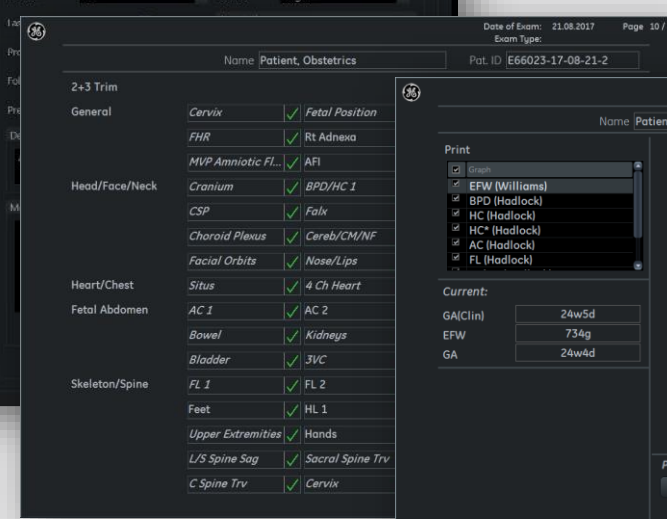 Date of Exam: 21.08.2017 Page 10 /
Exam Type:
Name Patient, Obstetrics Pat. ID E66023-17-08-21-2
2+3 Trim
General Cervix Fetal Position
FHR Rt Adnexa
MVP Amniotic Fl... AFI
Head/Face/Neck Cranium BPD/HC 1
CSP Falx
Choroid Plexus Cereb/CM/NF
Facial Orbits Nose/Lips
Heart/Chest Situs 4 Ch Heart
Fetal Abdomen AC 1 AC 2
Bowel Kidneys
Bladder 3VC
Skeleton/Spine FL 1 FL 2
Feet HL 1
Upper Extremities Hands
L/S Spine Sag Sacral Spine Trv
C Spine Trv Cervix
Name Patien
Print
Graph
EFW (Williams)
BPD (Hadlock)
HC (Hadlock)
HC* (Hadlock)
AC (Hadlock)
FL (Hadlock)
Current:
GA(Clin) 24w5d
EFW 734g
GA 24w4d